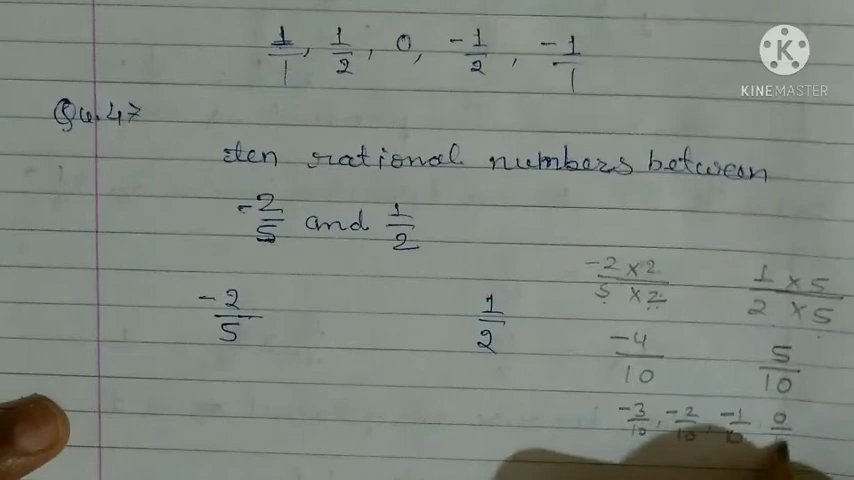 1/1, 1/2, 0, -1/2, -1/1
K
KINEMASTER
Qu.47
ten rational numbers between
-2/5 and 1/2
-2/5 1/2
-2 × 2 / 5 × 2 1 × 5 / 2 × 5
-4/10 5/10
-3/10, -2/10, -1/10, 0